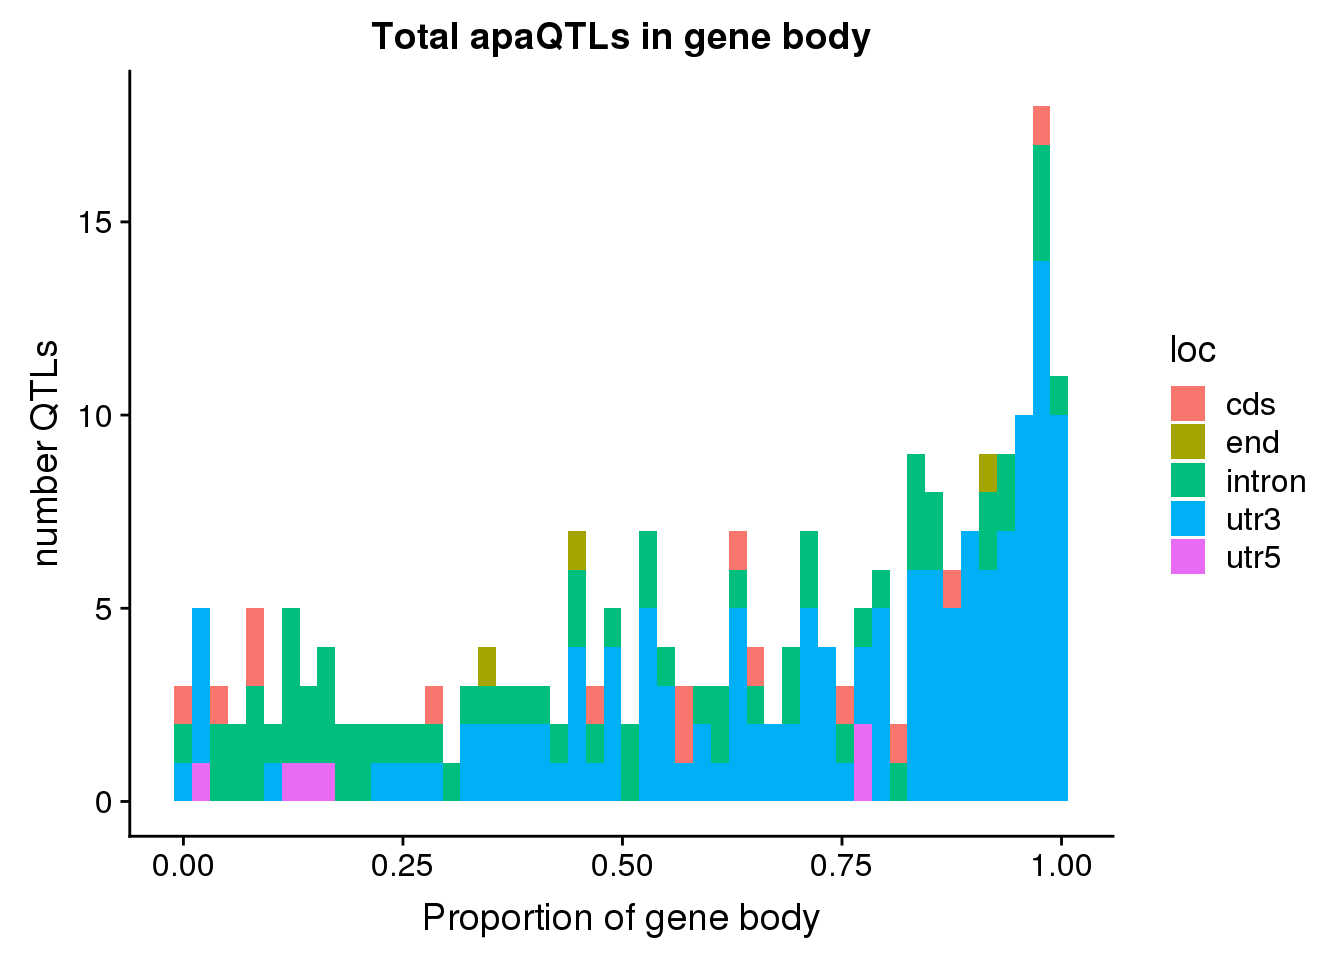 Total apaQTLs in gene body
number QTLs
15
10
5
0
0.00 0.25 0.50 0.75 1.00
Proportion of gene body
loc
cds
end
intron
utr3
utr5